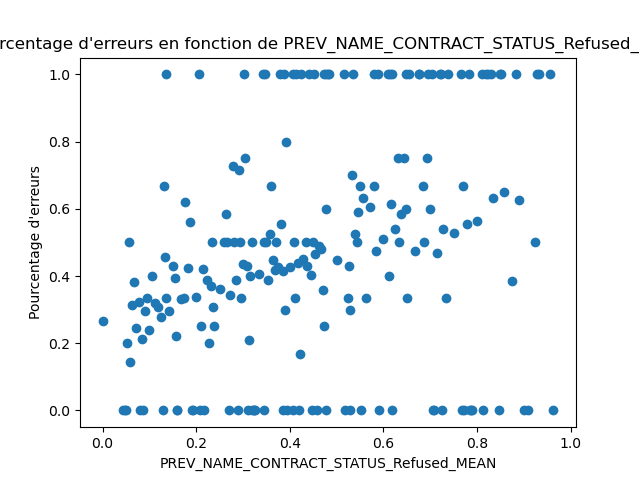 rcentage d'erreurs en fonction de PREV_NAME_CONTRACT_STATUS_Refused_
1.0
0.8
0.6
0.4
0.2
0.0
Pourcentage d'erreurs
0.0 0.2 0.4 0.6 0.8 1.0
PREV_NAME_CONTRACT_STATUS_Refused_MEAN